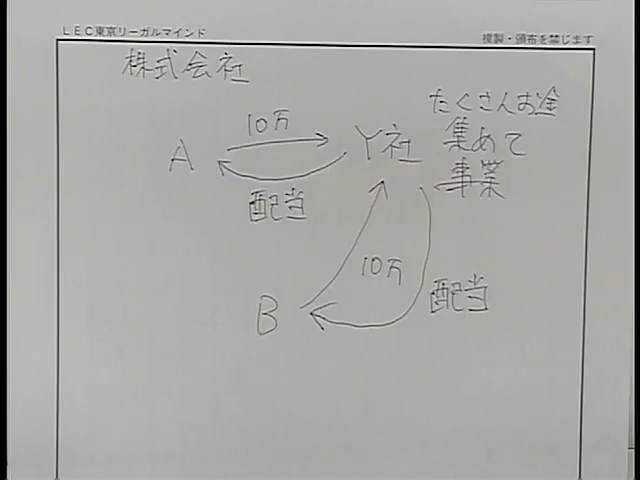 LEC東京リーガルマインド
複製・頒布を禁じます
株式会社
10万
A
Y社
配当
たくさんお金
集めて
事業
10万
B
配当